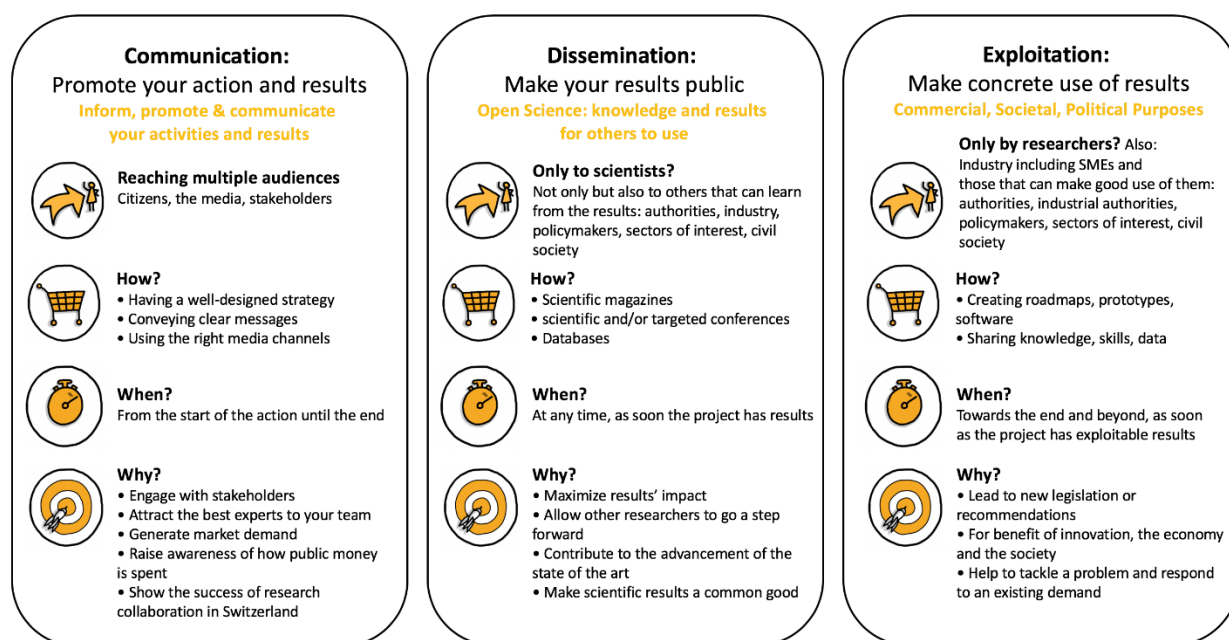 Communication:
Promote your action and results
Inform, promote & communicate
your activities and results
Reaching multiple audiences
Citizens, the media, stakeholders
How?
• Having a well-designed strategy
• Conveying clear messages
• Using the right media channels
When?
From the start of the action until the end
Why?
• Engage with stakeholders
• Attract the best experts to your team
• Generate market demand
• Raise awareness of how public money
is spent
• Show the success of research
collaboration in Switzerland
Dissemination:
Make your results public
Open Science: knowledge and results
for others to use
Only to scientists?
Not only but also to others that can learn
from the results: authorities, industry,
policymakers, sectors of interest, civil
society
How?
• Scientific magazines
• scientific and/or targeted conferences
• Databases
When?
At any time, as soon the project has results
Why?
• Maximize results' impact
• Allow other researchers to go a step
forward
• Contribute to the advancement of the
state of the art
• Make scientific results a common good
Exploitation:
Make concrete use of results
Commercial, Societal, Political Purposes
Only by researchers? Also:
Industry including SMEs and
those that can make good use of them:
authorities, industrial authorities,
policymakers, sectors of interest, civil
society
How?
• Creating roadmaps, prototypes,
software
• Sharing knowledge, skills, data
When?
Towards the end and beyond, as soon
as the project has exploitable results
Why?
• Lead to new legislation or
recommendations
• For benefit of innovation, the economy
and the society
• Help to tackle a problem and respond
to an existing demand